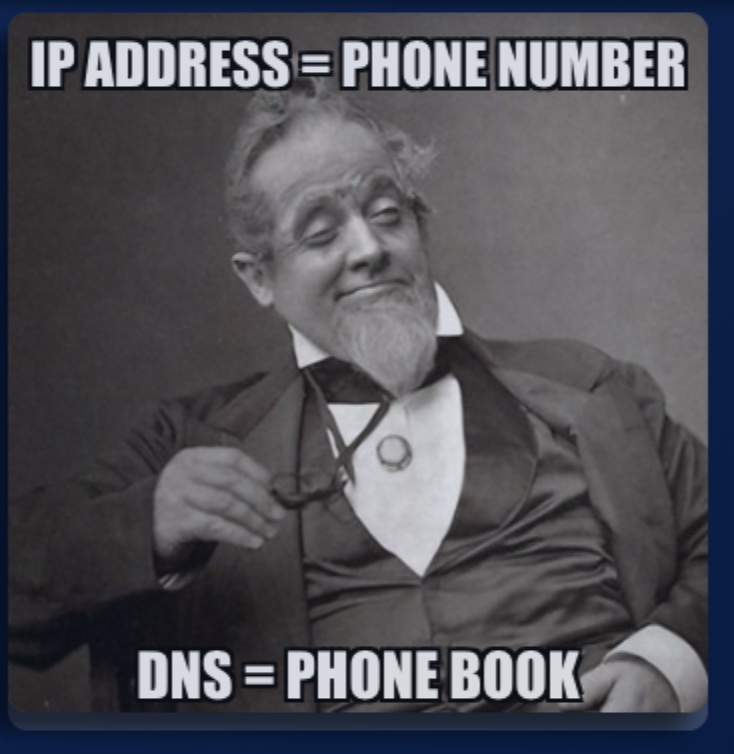 IP ADDRESS = PHONE NUMBER
DNS = PHONE BOOK